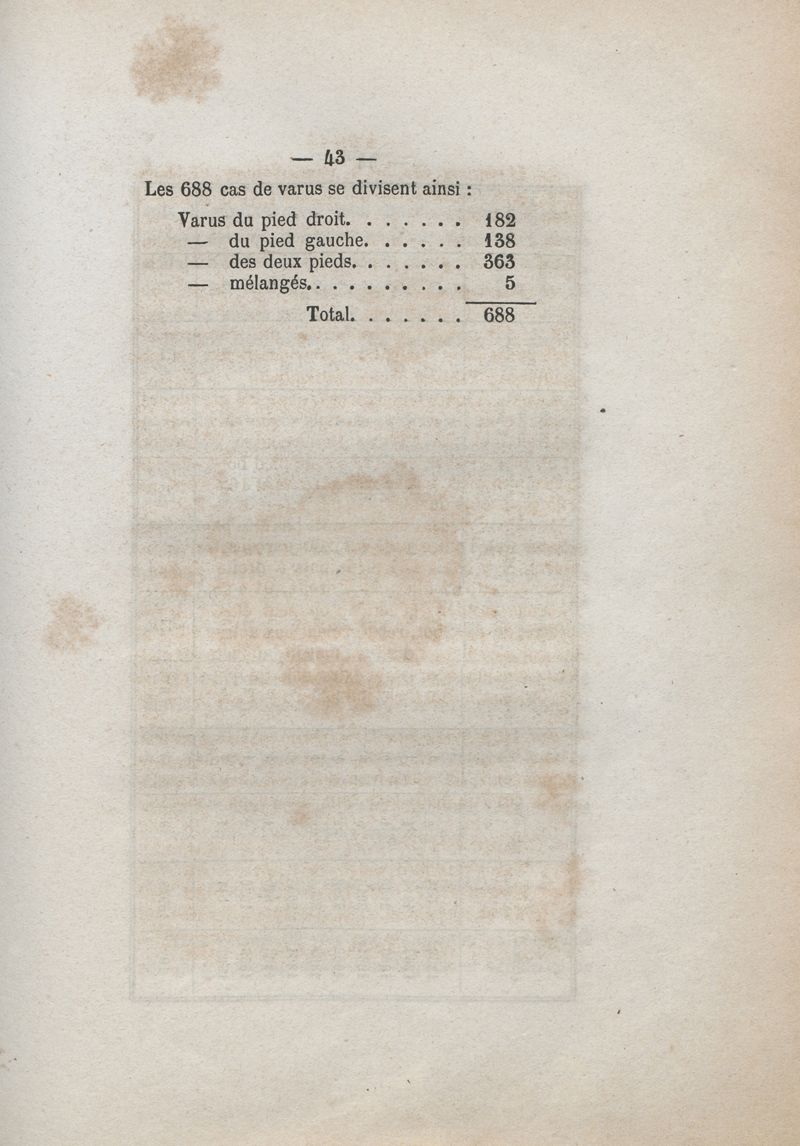 — 43 —
Les 688 cas de varus se divisent ainsi :
Varus du pied droit. . . . . . . 182
— du pied gauche. . . . . . 138
— des deux pieds. . . . . . . 363
— mélangés. . . . . . . . . . 5
Total. . . . . . . 688